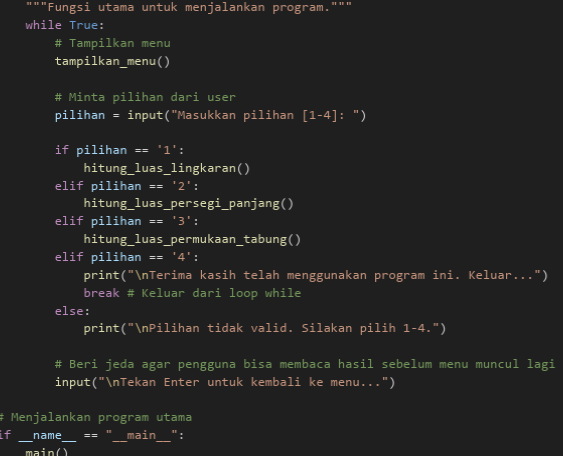 """Fungsi utama untuk menjalankan program."""
while True:
# Tampilkan menu
tampilkan_menu()
# Minta pilihan dari user
pilihan = input("Masukkan pilihan [1-4]: ")
if pilihan == '1':
hitung_luas_lingkaran()
elif pilihan == '2':
hitung_luas_persegi_panjang()
elif pilihan == '3':
hitung_luas_permukaan_tabung()
elif pilihan == '4':
print("\nTerima kasih telah menggunakan program ini. Keluar...")
break # Keluar dari loop while
else:
print("\nPilihan tidak valid. Silakan pilih 1-4.")
# Beri jeda agar pengguna bisa membaca hasil sebelum menu muncul lagi
input("\nTekan Enter untuk kembali ke menu...")
# Menjalankan program utama
if __name__ == "__main__":
main()